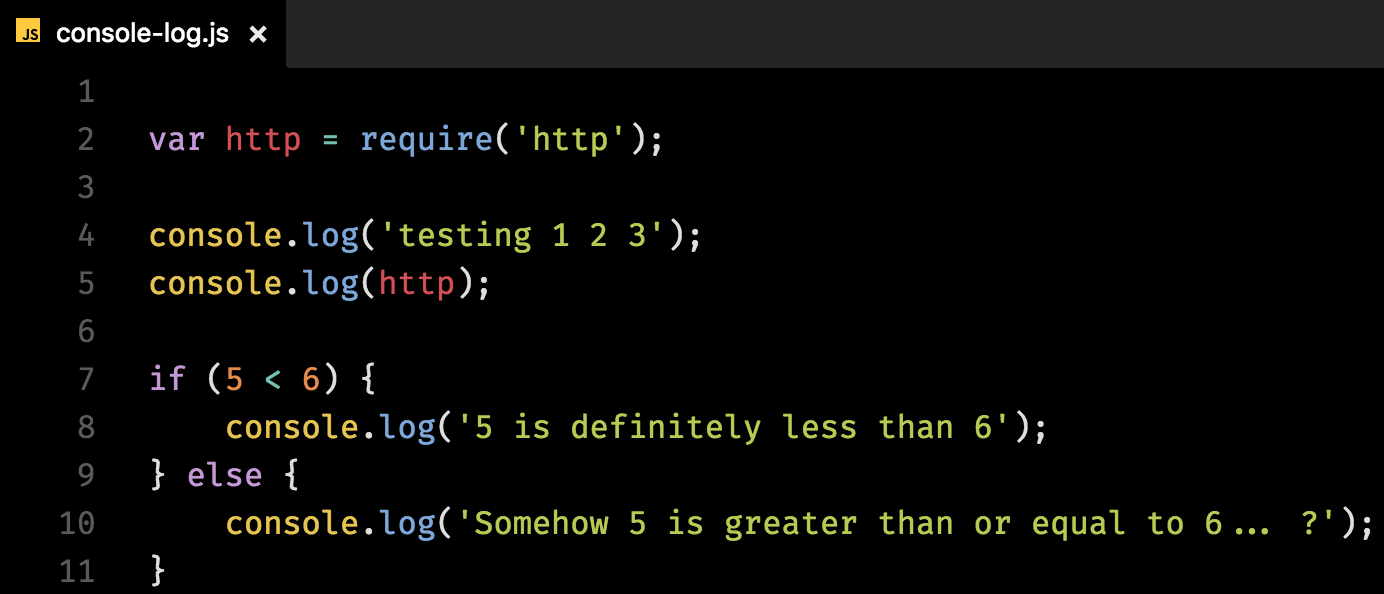 JS console-log.js ×
1
2 var http = require('http');
3
4 console.log('testing 1 2 3');
5 console.log(http);
6
7 if (5 < 6) {
8     console.log('5 is definitely less than 6');
9 } else {
10     console.log('Somehow 5 is greater than or equal to 6... ?');
11 }